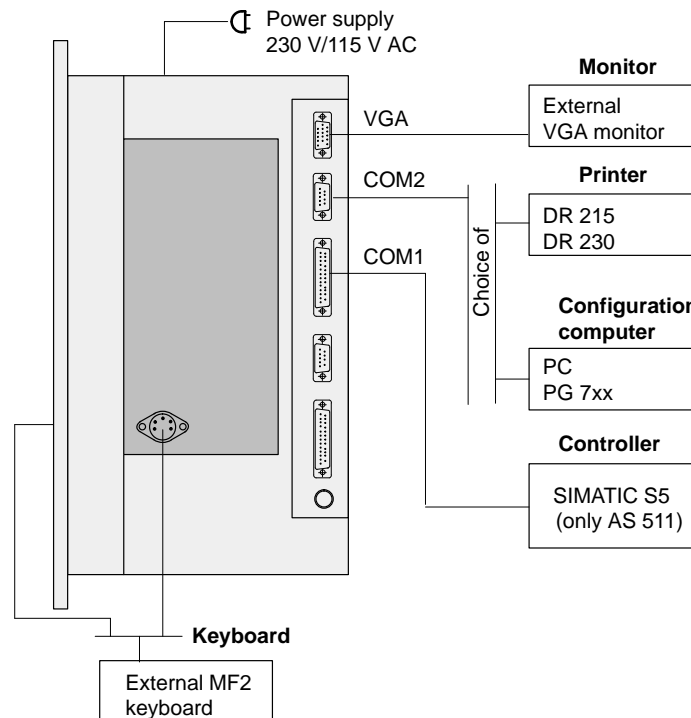 Power supply
230 V/115 V AC
VGA
Monitor
External
VGA monitor
COM2
Choice of
Printer
DR 215
DR 230
COM1
Configuration
computer
PC
PG 7xx
Controller
SIMATIC S5
(only AS 511)
Keyboard
External MF2
keyboard